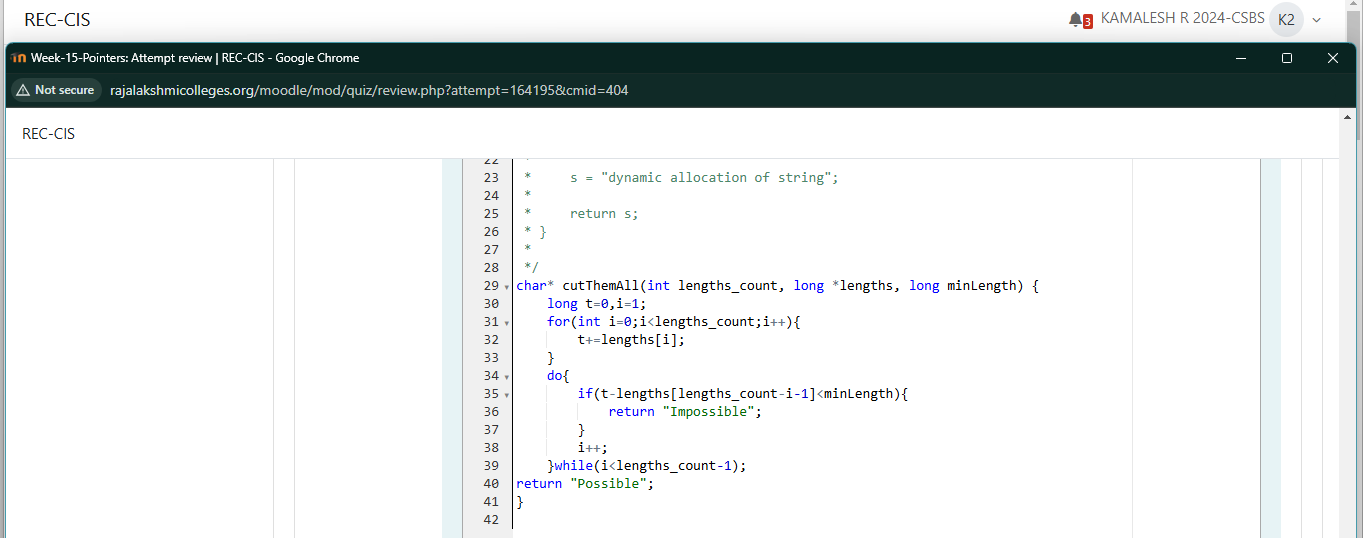 REC-CIS
3 KAMALESH R 2024-CSBS K2
Week-15-Pointers: Attempt review | REC-CIS - Google Chrome
Not secure rajalakshmicolleges.org/moodle/mod/quiz/review.php?attempt=164195&cmid=404
REC-CIS
22 *
23 *     s = "dynamic allocation of string";
24 *
25 *     return s;
26 * }
27 *
28 */
29 char* cutThemAll(int lengths_count, long *lengths, long minLength) {
30     long t=0,i=1;
31     for(int i=0;i<lengths_count;i++){
32         t+=lengths[i];
33     }
34     do{
35         if(t-lengths[lengths_count-i-1]<minLength){
36             return "Impossible";
37         }
38         i++;
39     }while(i<lengths_count-1);
40 return "Possible";
41 }
42